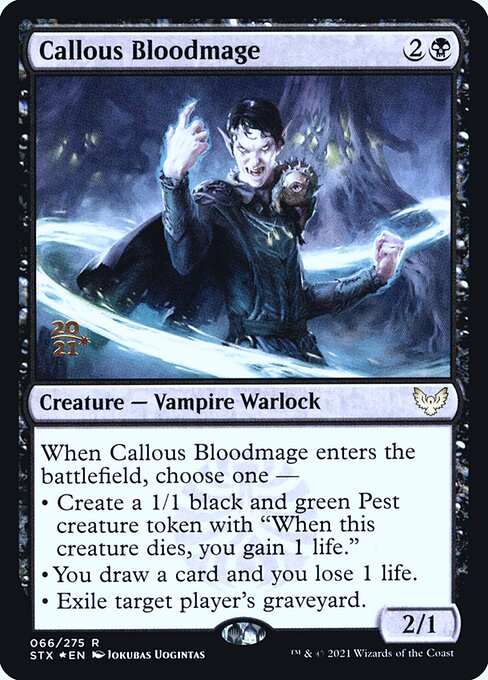 Callous Bloodmage 2
20
21*
Creature — Vampire Warlock
When Callous Bloodmage enters the
battlefield, choose one —
• Create a 1/1 black and green Pest
creature token with “When this
creature dies, you gain 1 life.”
• You draw a card and you lose 1 life.
• Exile target player's graveyard.
2/1
066/275 R
STX ★ EN Jokubas Uogintas
™ & © 2021 Wizards of the Coast